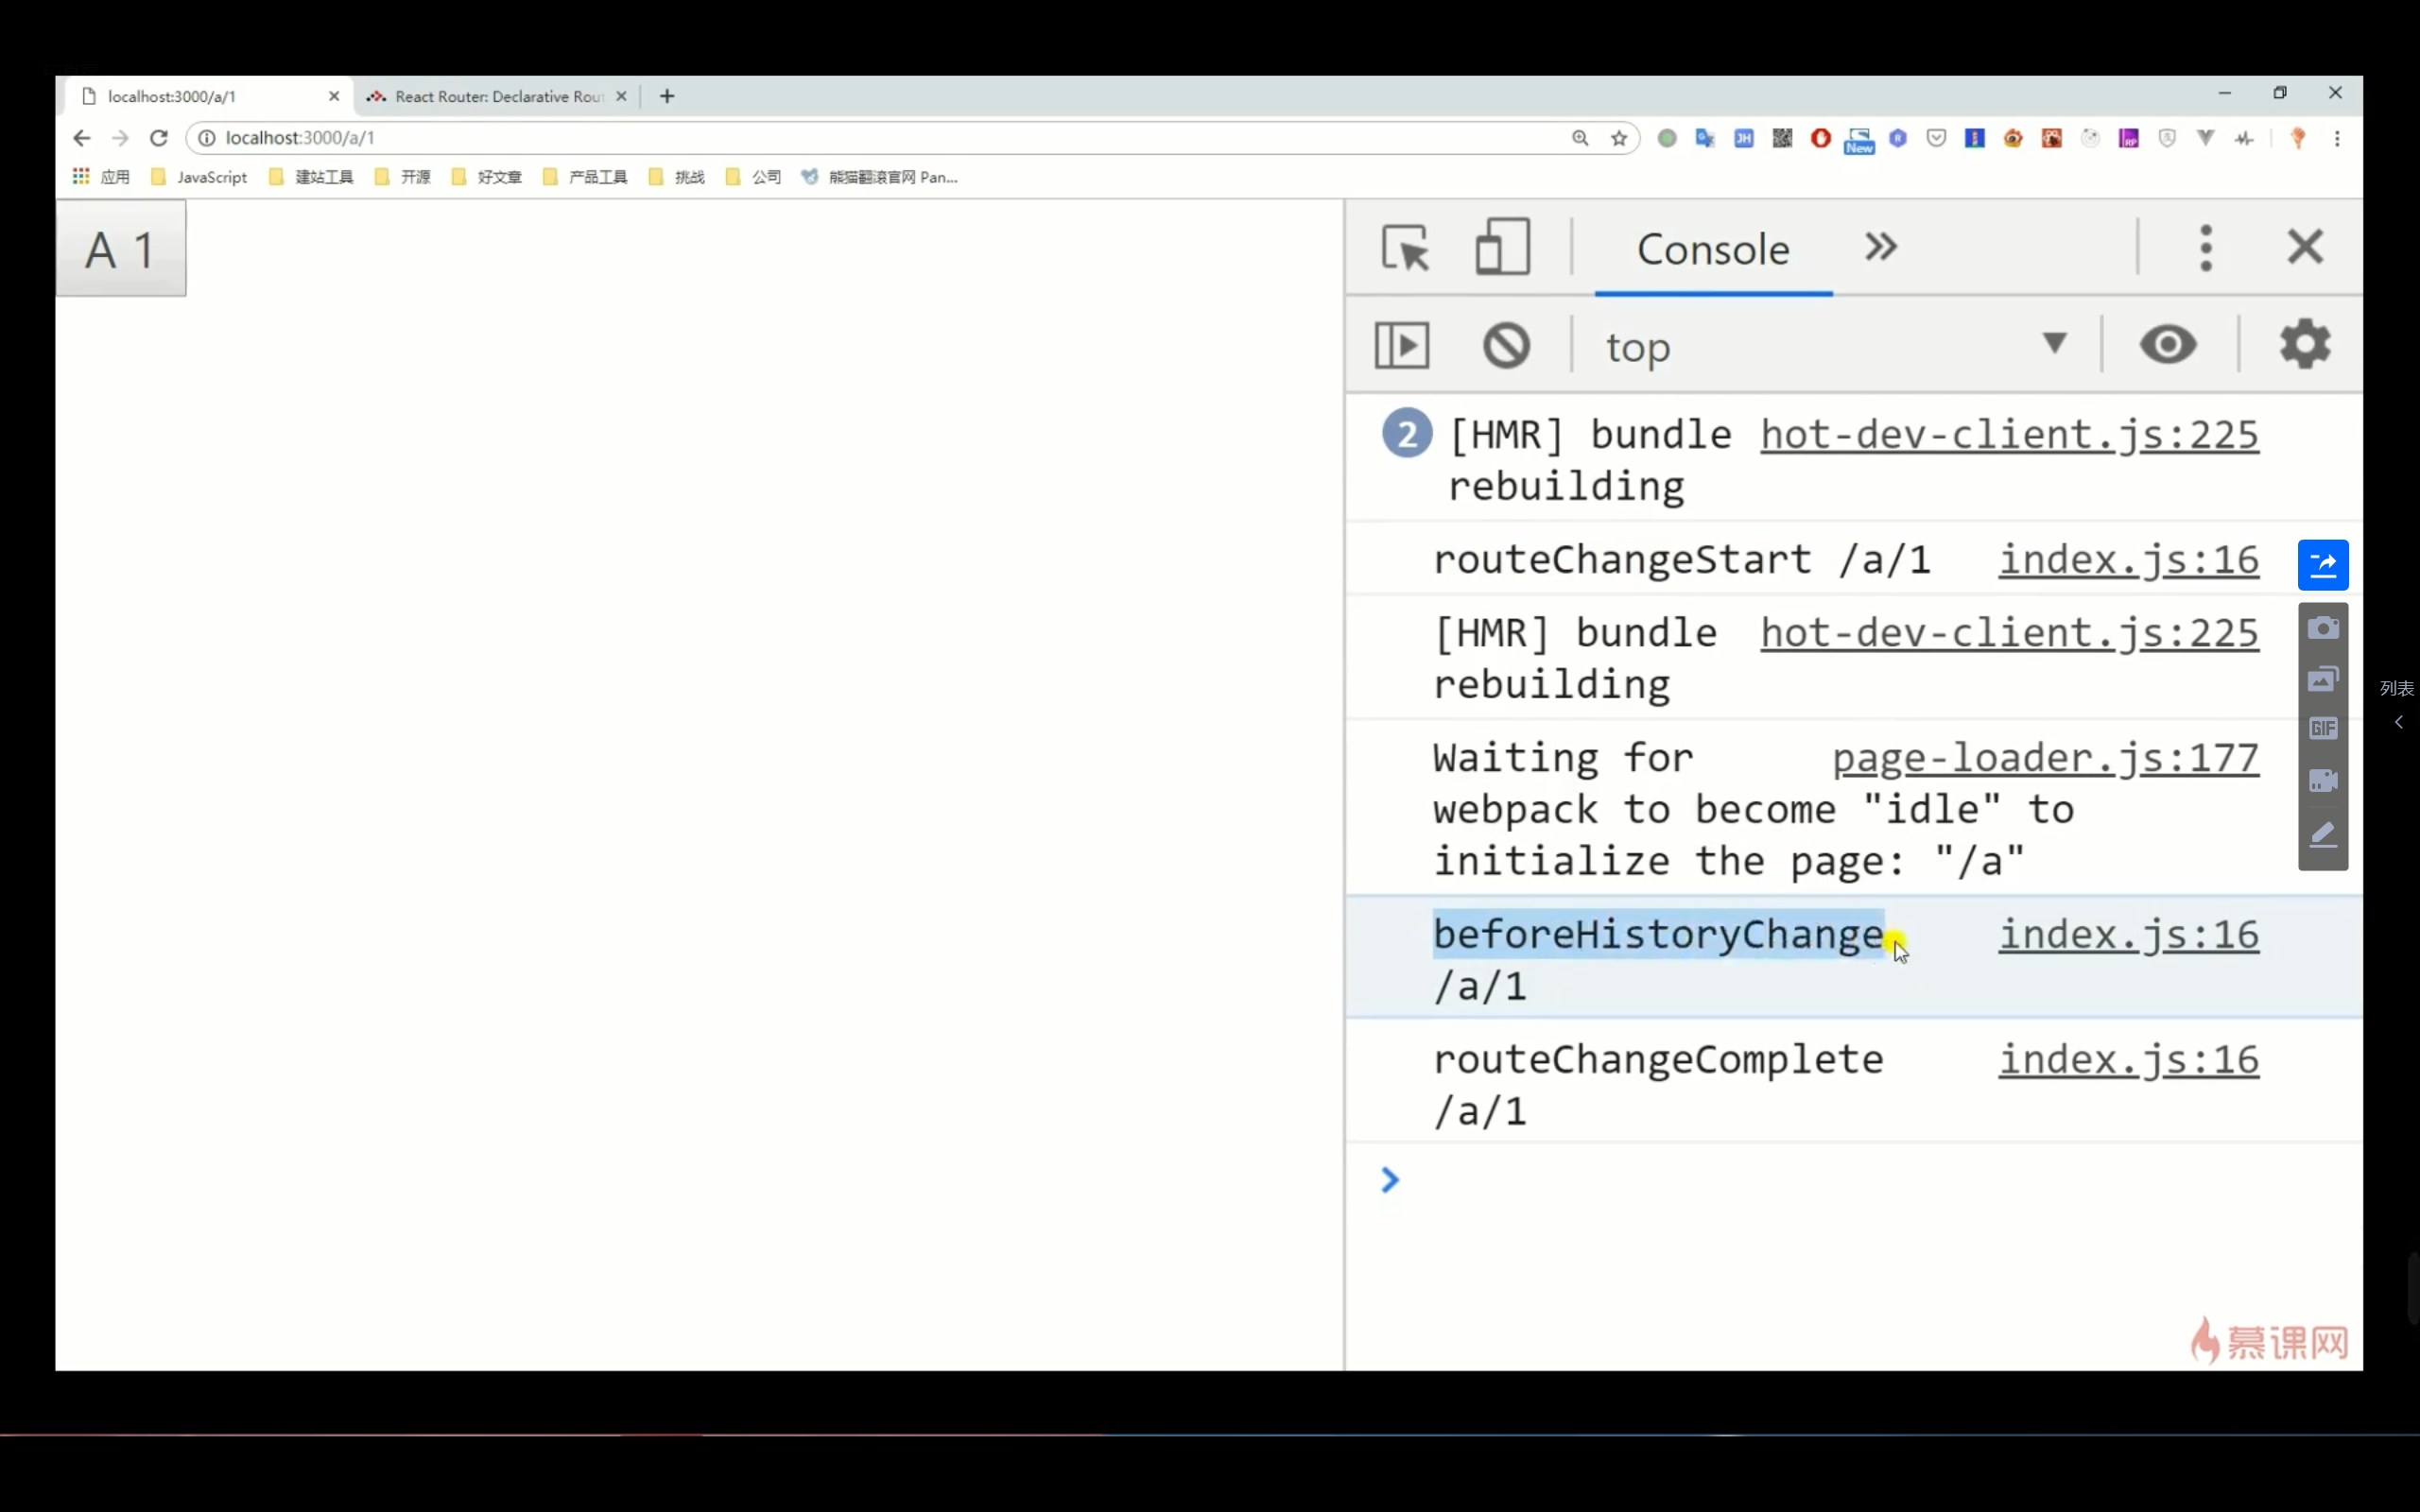 localhost:3000/a/1
React Router: Declarative Rou
localhost:3000/a/1
New
应用 JavaScript 建站工具 开源 好文章 产品工具 挑战 公司 熊猫翻滚官网 Pan...
A 1
Console
top
2 [HMR] bundle hot-dev-client.js:225
rebuilding
routeChangeStart /a/1 index.js:16
[HMR] bundle hot-dev-client.js:225
rebuilding
Waiting for page-loader.js:177
webpack to become "idle" to
initialize the page: "/a"
beforeHistoryChange index.js:16
/a/1
routeChangeComplete index.js:16
/a/1
GIF
列表
慕课网